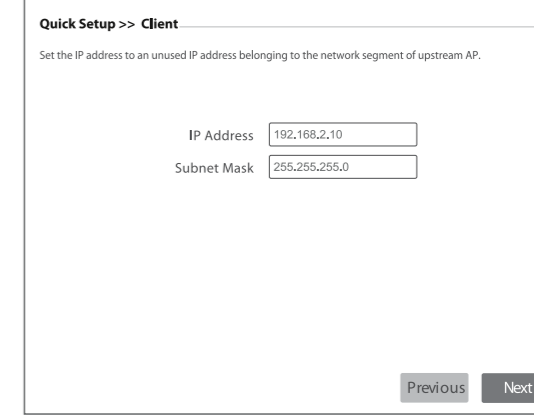 Quick Setup >> Client
Set the IP address to an unused IP address belonging to the network segment of upstream AP.
IP Address 192.168.2.10
Subnet Mask 255.255.255.0
Previous Next